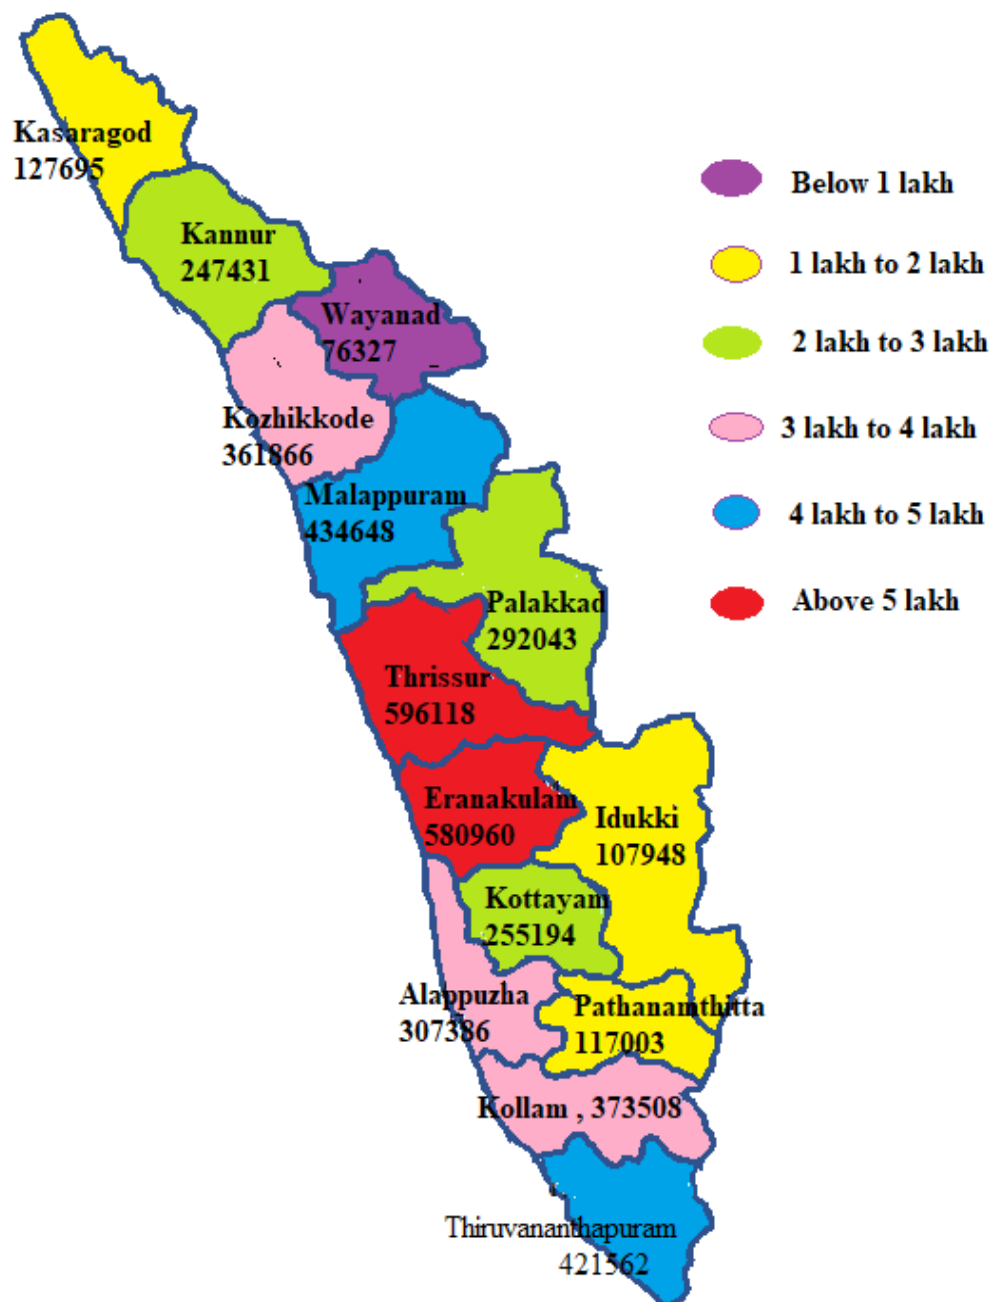 Kasaragod
127695
Kannur
247431
Wayanad
76327
Kozhikkode
361866
Malappuram
434648
Palakkad
292043
Thrissur
596118
Eranakulam
580960
Idukki
107948
Kottayam
255194
Alappuzha
307386
Pathanamthitta
117003
Kollam , 373508
Thiruvananthapuram
421562
Below 1 lakh
1 lakh to 2 lakh
2 lakh to 3 lakh
3 lakh to 4 lakh
4 lakh to 5 lakh
Above 5 lakh